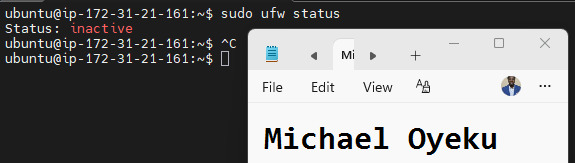 ubuntu@ip-172-31-21-161:~$ sudo ufw status
Status: inactive
ubuntu@ip-172-31-21-161:~$ ^C
ubuntu@ip-172-31-21-161:~$
Mi
File Edit View
Michael Oyeku